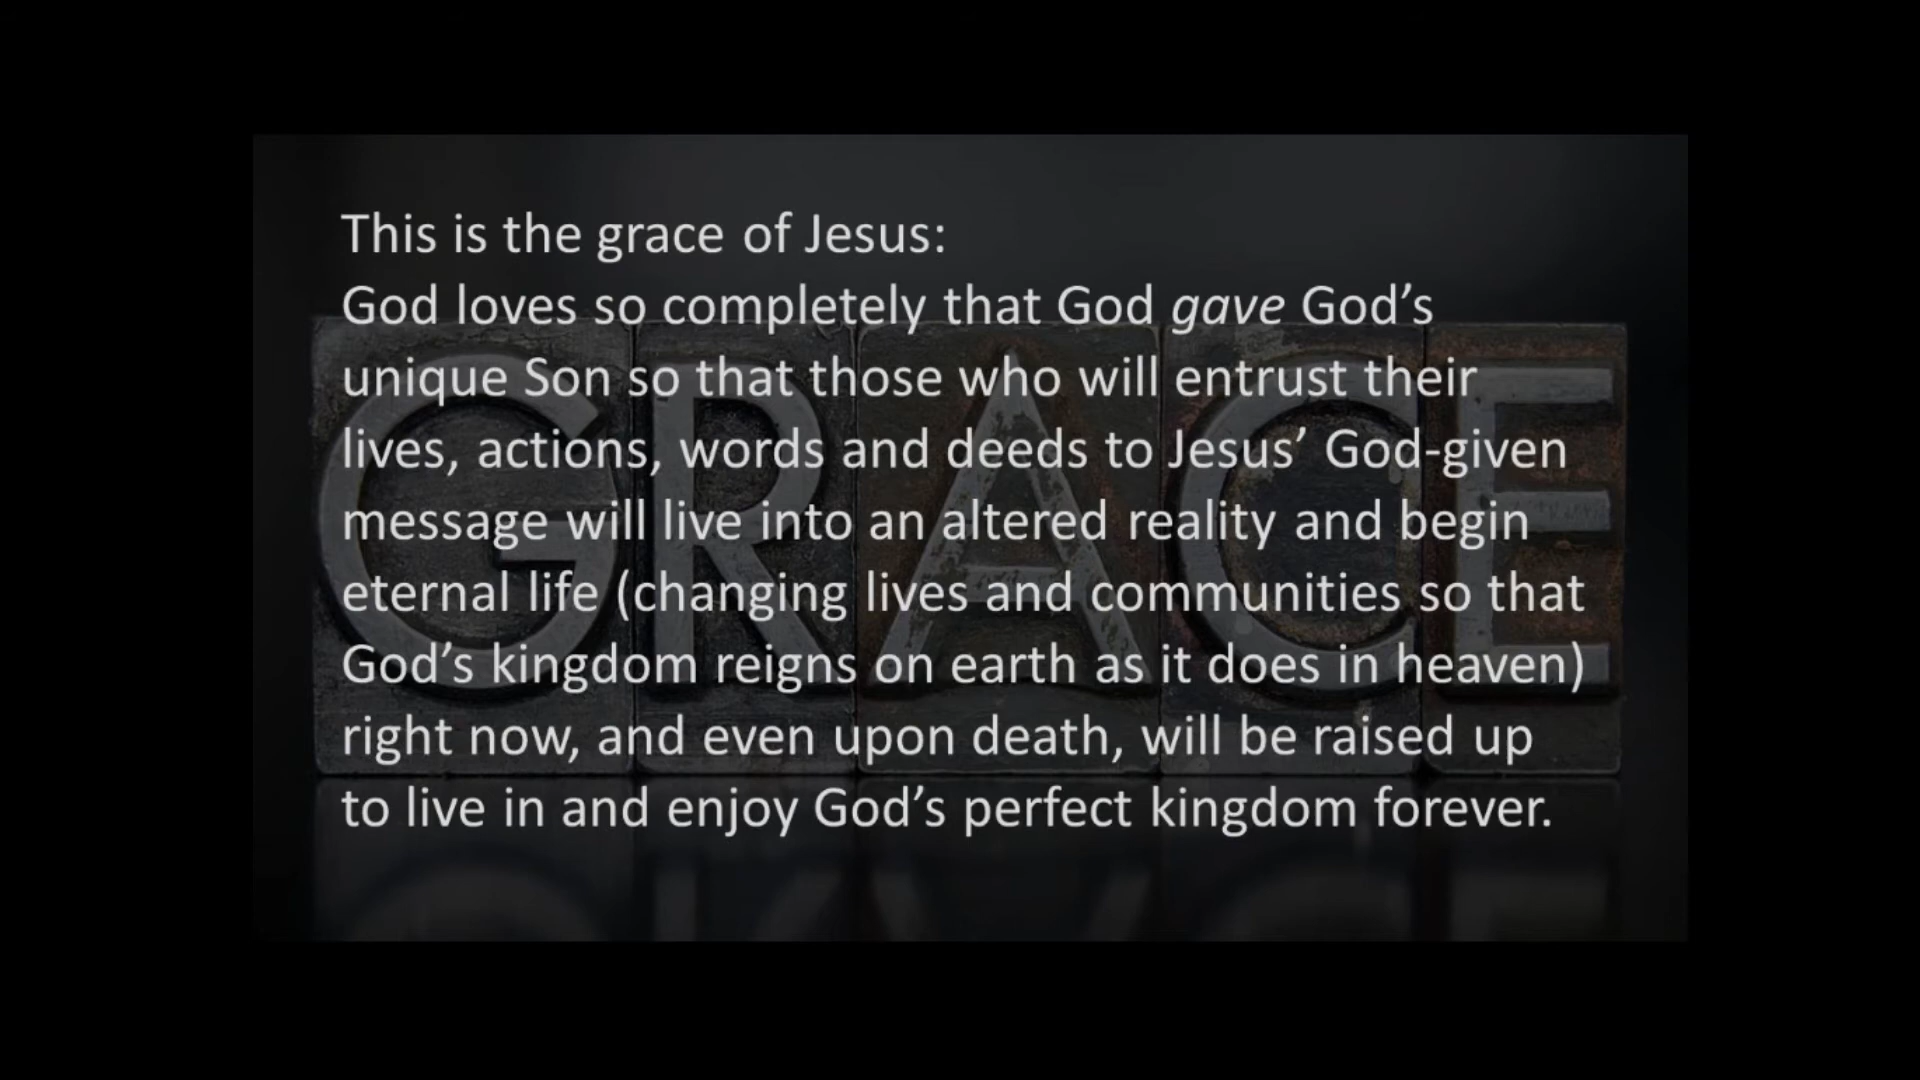 This is the grace of Jesus:
God loves so completely that God gave God’s
unique Son so that those who will entrust their
lives, actions, words and deeds to Jesus’ God-given
message will live into an altered reality and begin
eternal life (changing lives and communities so that
God’s kingdom reigns on earth as it does in heaven)
right now, and even upon death, will be raised up
to live in and enjoy God’s perfect kingdom forever.
GRACE